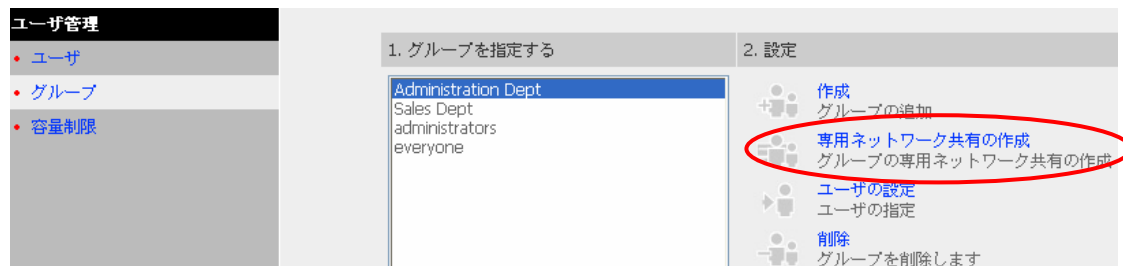 ユーザ管理
• ユーザ
• グループ
• 容量制限
1. グループを指定する
Administration Dept
Sales Dept
administrators
everyone
2. 設定
作成
グループの追加
専用ネットワーク共有の作成
グループの専用ネットワーク共有の作成
ユーザの設定
ユーザの指定
削除
グループを削除します